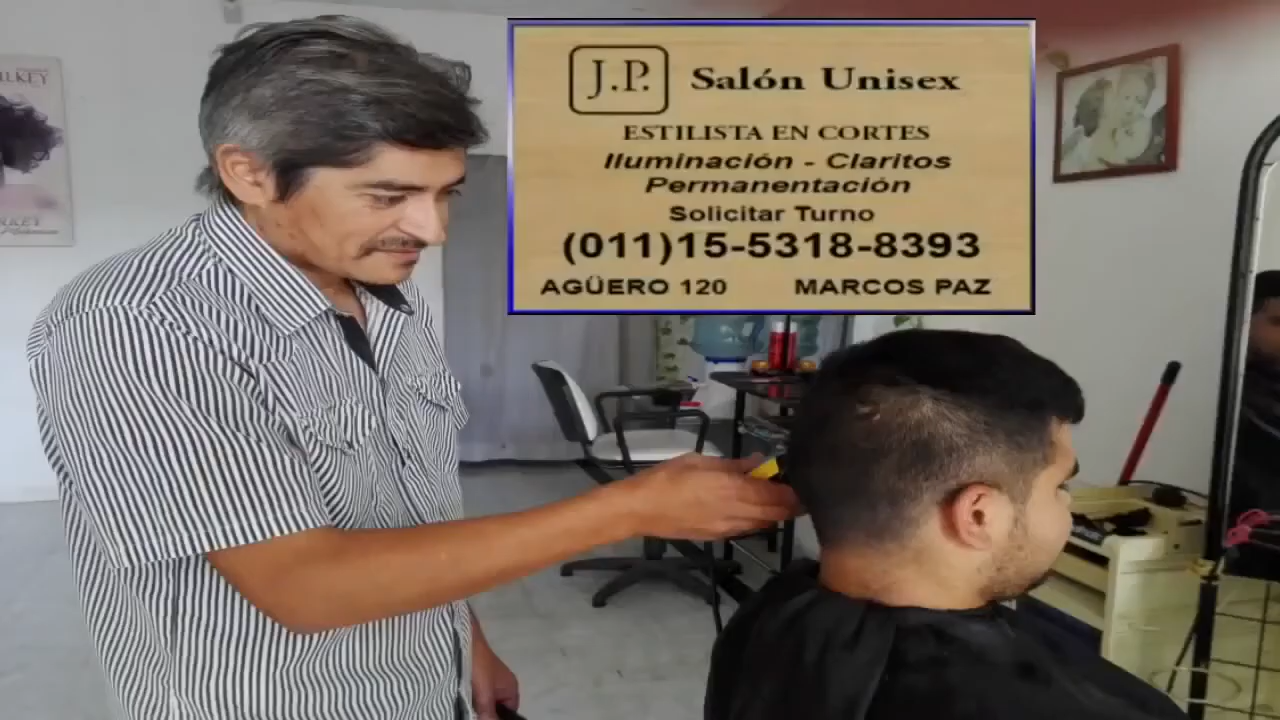 J.P. Salón Unisex
ESTILISTA EN CORTES
Iluminación - Claritos
Permanentación
Solicitar Turno
(011)15-5318-8393
AGÜERO 120 MARCOS PAZ